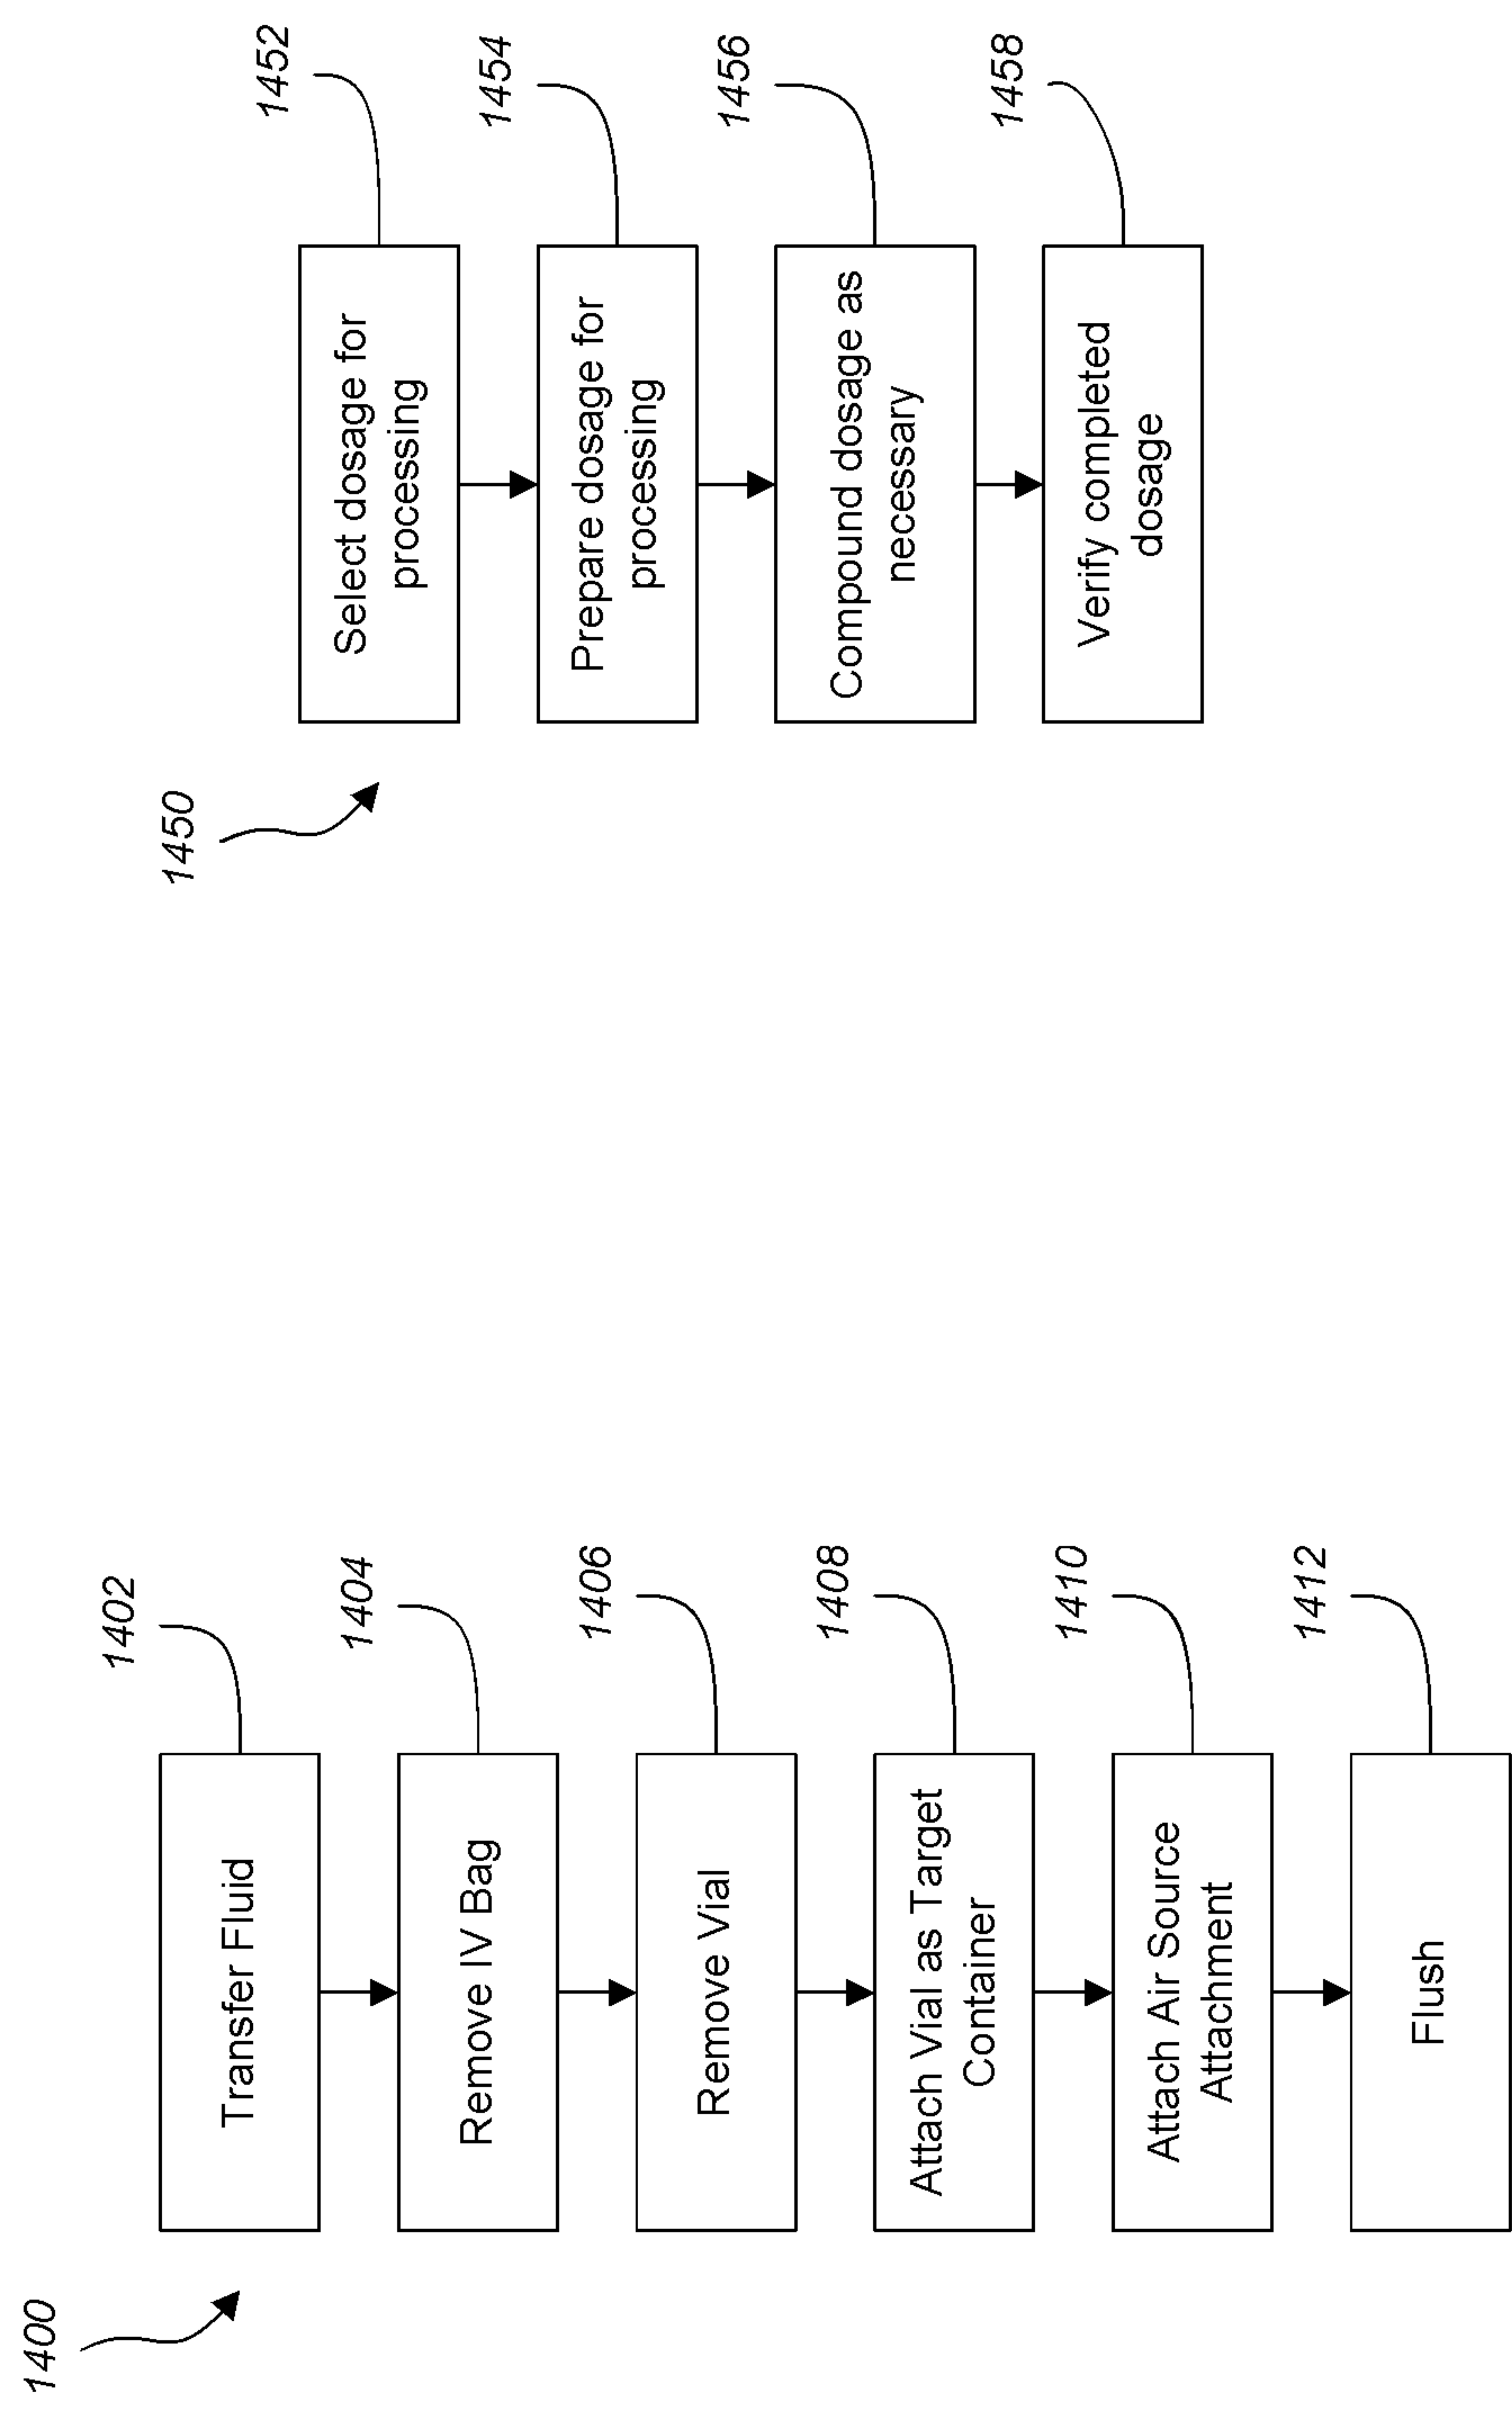 1400
Transfer Fluid
1402
Remove IV Bag
1404
Remove Vial
1406
Attach Vial as Target
Container
1408
Attach Air Source
Attachment
1410
Flush
1412
1450
Select dosage for
processing
1452
Prepare dosage for
processing
1454
Compound dosage as
necessary
1456
Verify completed
dosage
1458